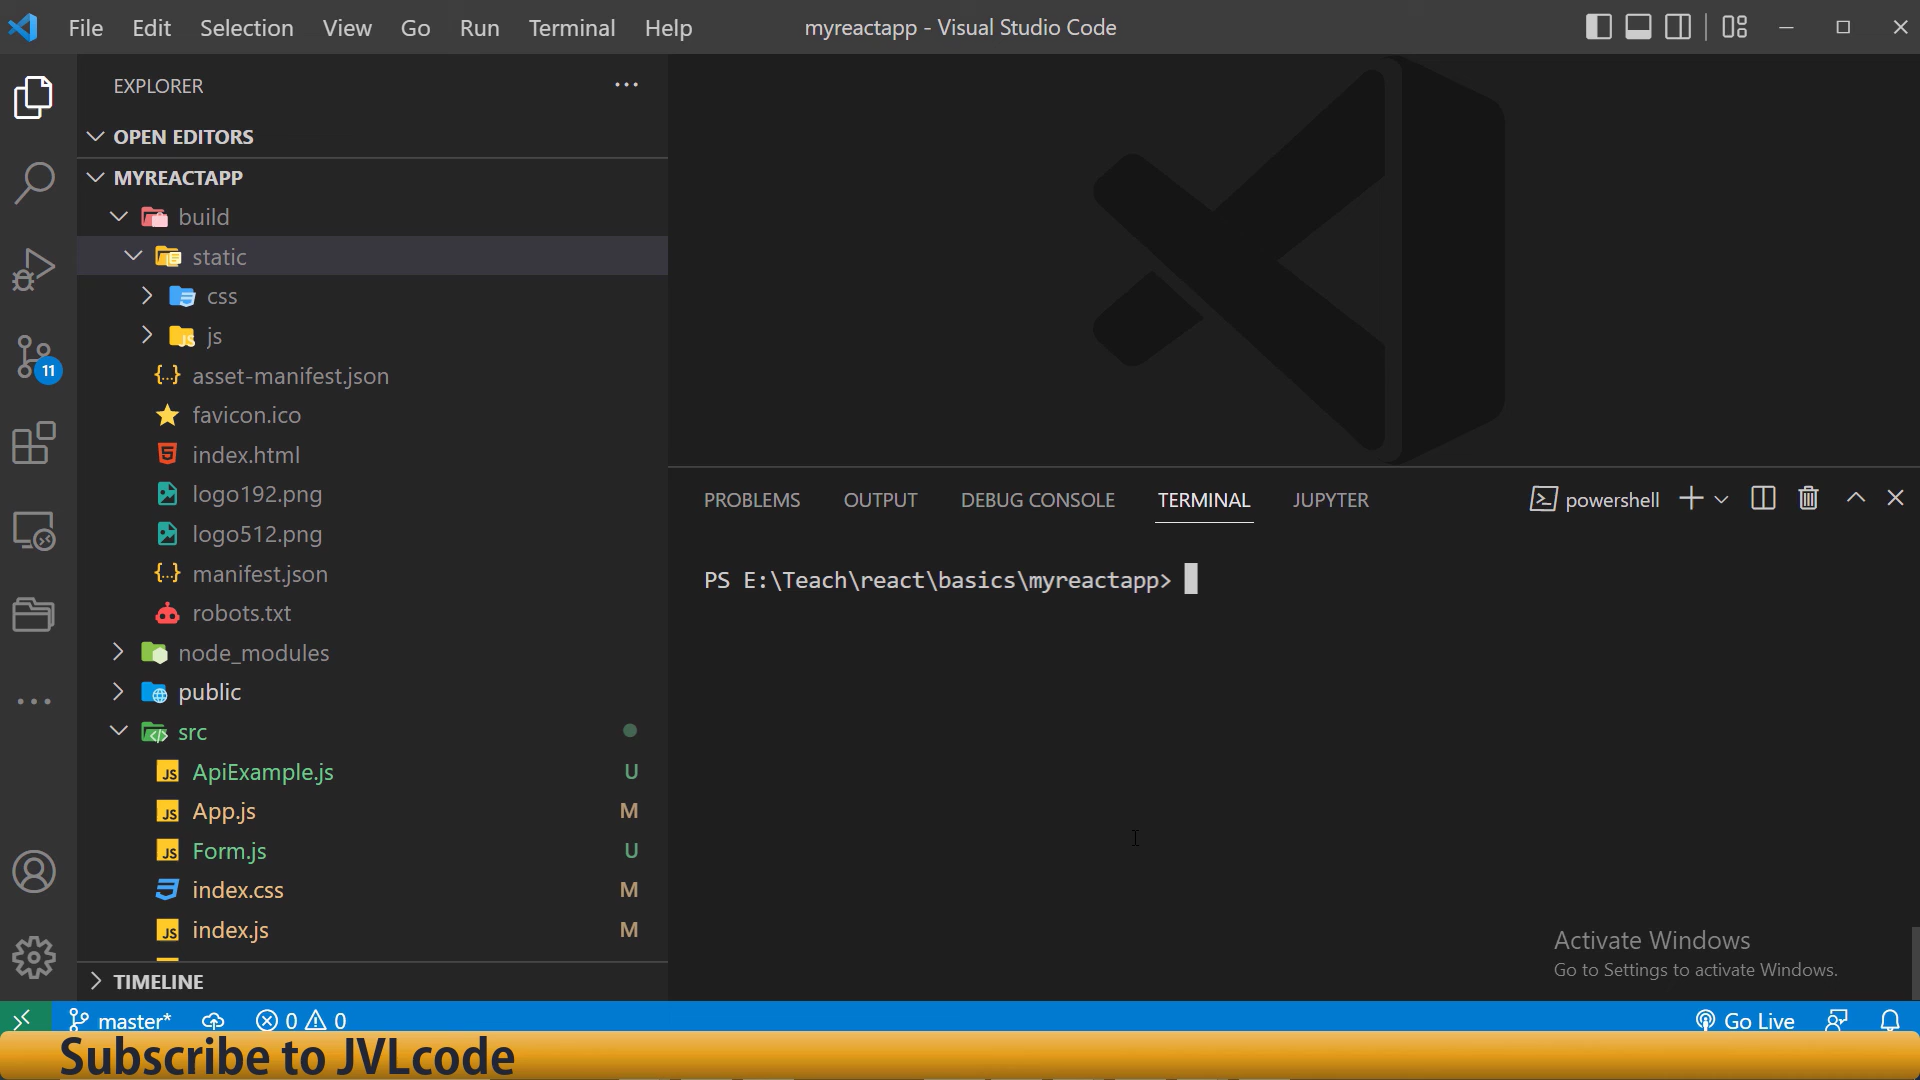 File Edit Selection View Go Run Terminal Help
myreactapp - Visual Studio Code
EXPLORER
OPEN EDITORS
MYREACTAPP
build
static
css
js
asset-manifest.json
favicon.ico
index.html
logo192.png
logo512.png
manifest.json
robots.txt
node_modules
public
src
ApiExample.js U
App.js M
Form.js U
index.css M
index.js M
TIMELINE
11
PROBLEMS OUTPUT DEBUG CONSOLE TERMINAL JUPYTER
powershell
PS E:\Teach\react\basics\myreactapp>
Activate Windows
Go to Settings to activate Windows.
master* 0 0 Go Live
Subscribe to JVLcode